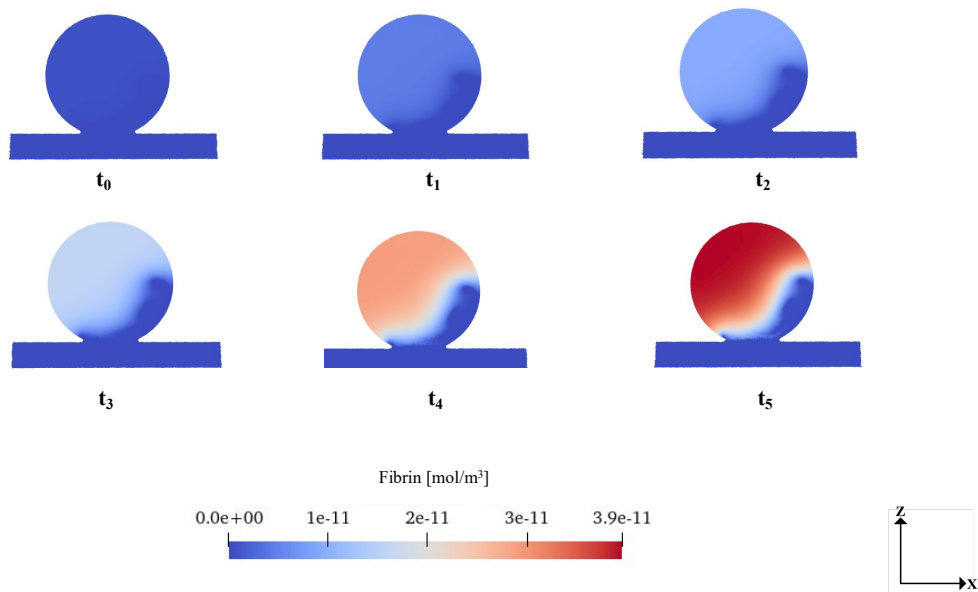 t₀ t₁ t₂
t₃ t₄ t₅
Fibrin [mol/m³]
0.0e+00 1e-11 2e-11 3e-11 3.9e-11
Z
X